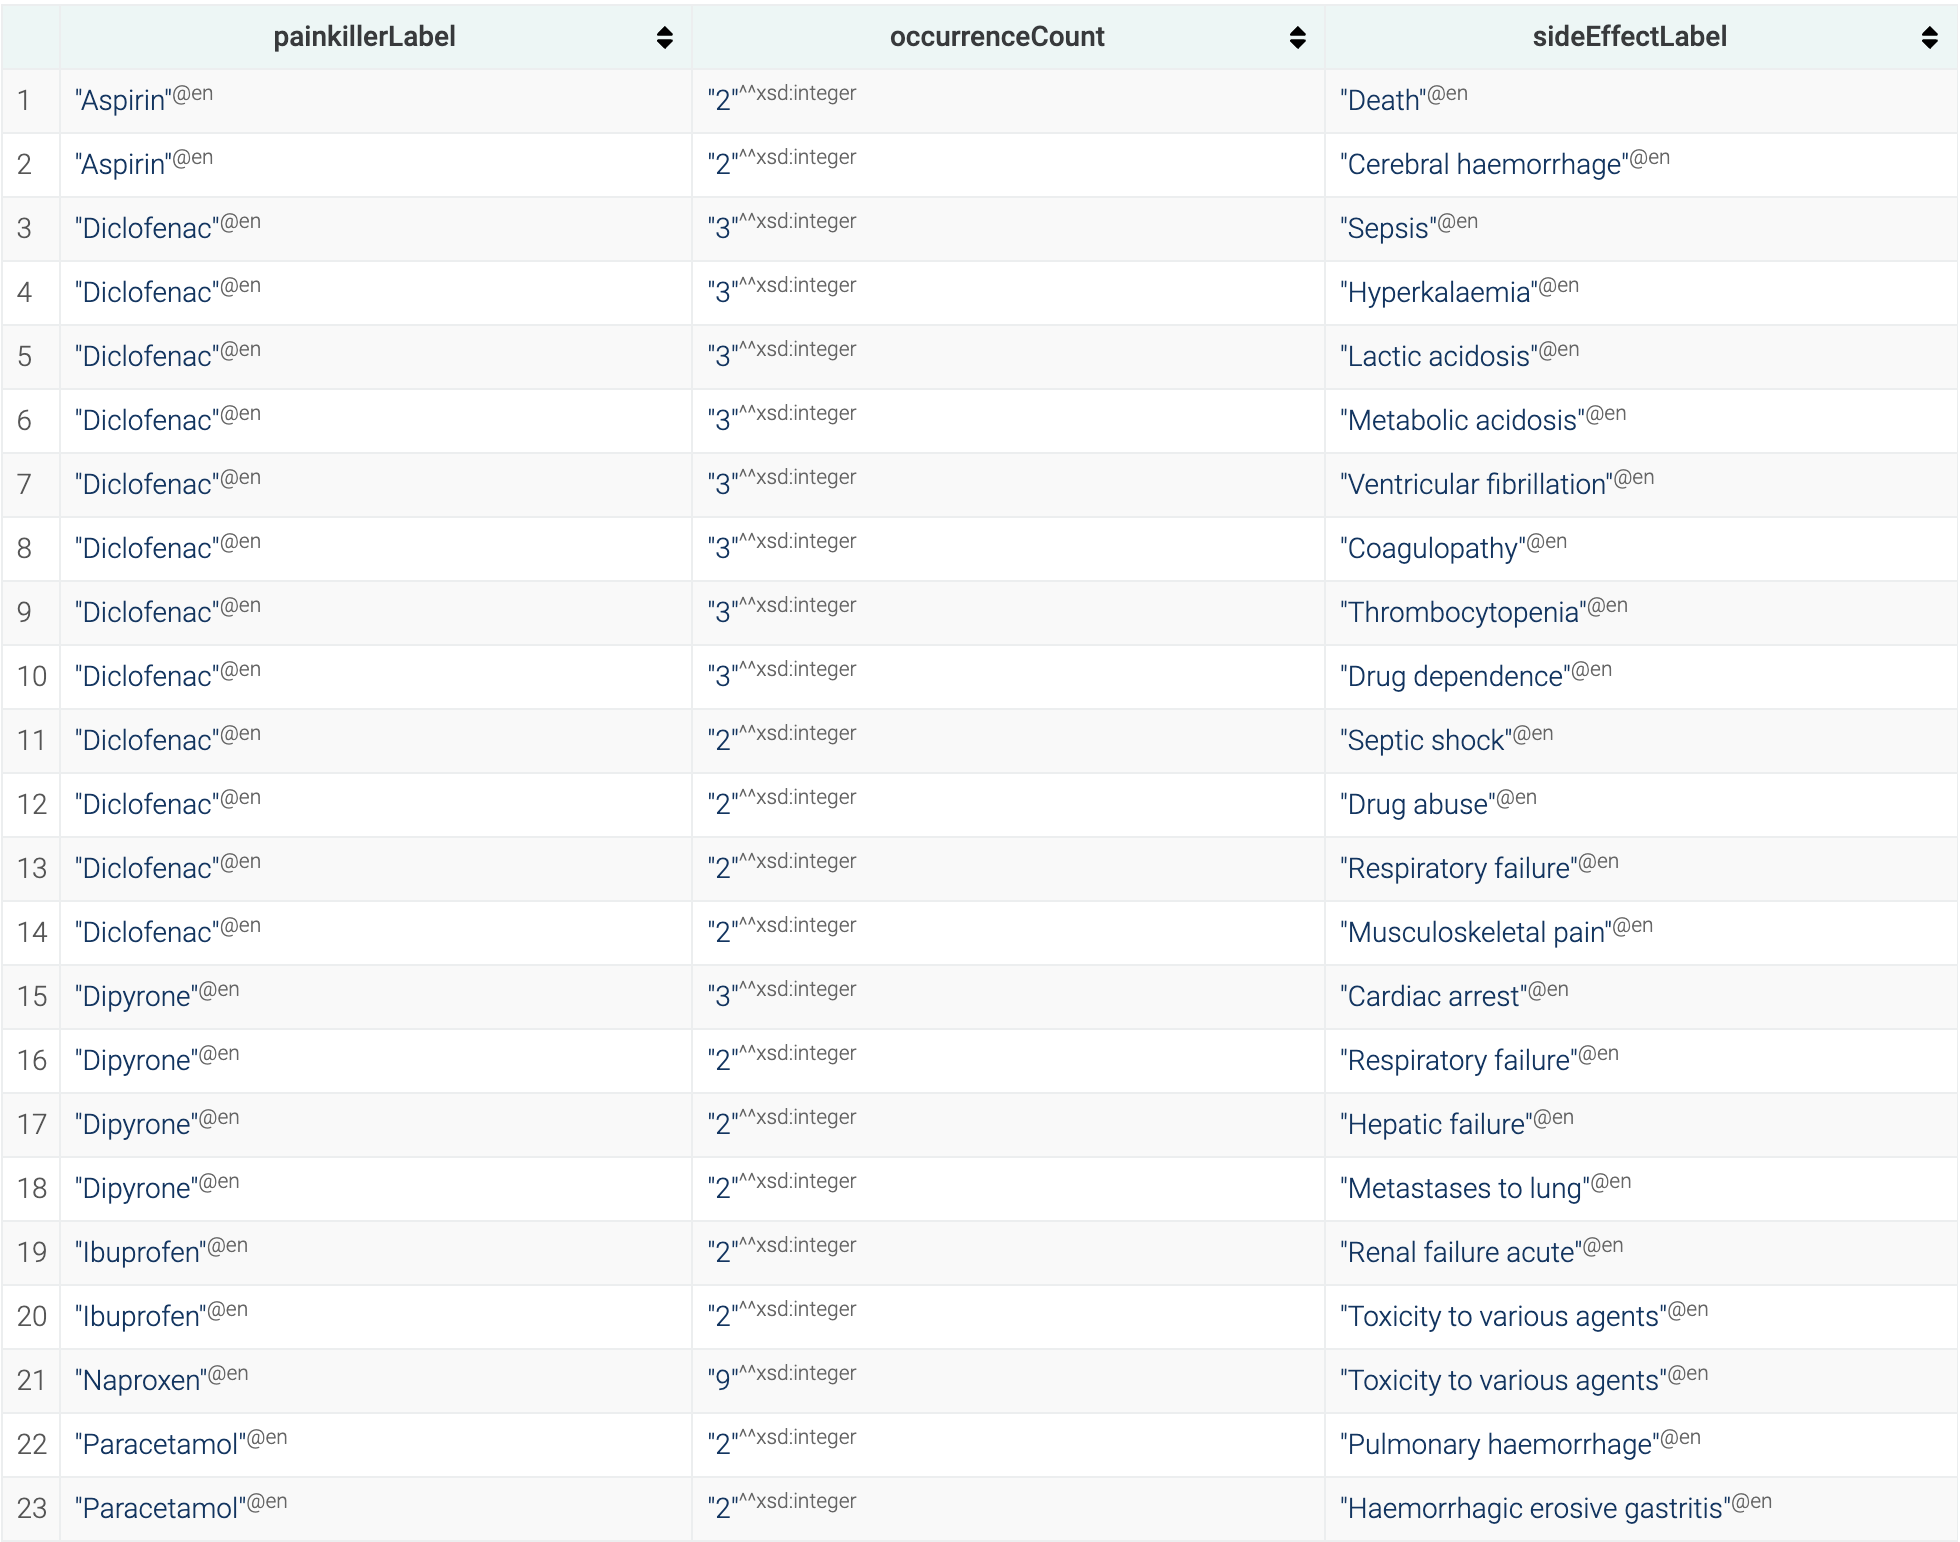 painkillerLabel occurrenceCount sideEffectLabel
1 "Aspirin"@en "2"^^xsd:integer "Death"@en
2 "Aspirin"@en "2"^^xsd:integer "Cerebral haemorrhage"@en
3 "Diclofenac"@en "3"^^xsd:integer "Sepsis"@en
4 "Diclofenac"@en "3"^^xsd:integer "Hyperkalaemia"@en
5 "Diclofenac"@en "3"^^xsd:integer "Lactic acidosis"@en
6 "Diclofenac"@en "3"^^xsd:integer "Metabolic acidosis"@en
7 "Diclofenac"@en "3"^^xsd:integer "Ventricular fibrillation"@en
8 "Diclofenac"@en "3"^^xsd:integer "Coagulopathy"@en
9 "Diclofenac"@en "3"^^xsd:integer "Thrombocytopenia"@en
10 "Diclofenac"@en "3"^^xsd:integer "Drug dependence"@en
11 "Diclofenac"@en "2"^^xsd:integer "Septic shock"@en
12 "Diclofenac"@en "2"^^xsd:integer "Drug abuse"@en
13 "Diclofenac"@en "2"^^xsd:integer "Respiratory failure"@en
14 "Diclofenac"@en "2"^^xsd:integer "Musculoskeletal pain"@en
15 "Dipyrone"@en "3"^^xsd:integer "Cardiac arrest"@en
16 "Dipyrone"@en "2"^^xsd:integer "Respiratory failure"@en
17 "Dipyrone"@en "2"^^xsd:integer "Hepatic failure"@en
18 "Dipyrone"@en "2"^^xsd:integer "Metastases to lung"@en
19 "Ibuprofen"@en "2"^^xsd:integer "Renal failure acute"@en
20 "Ibuprofen"@en "2"^^xsd:integer "Toxicity to various agents"@en
21 "Naproxen"@en "9"^^xsd:integer "Toxicity to various agents"@en
22 "Paracetamol"@en "2"^^xsd:integer "Pulmonary haemorrhage"@en
23 "Paracetamol"@en "2"^^xsd:integer "Haemorrhagic erosive gastritis"@en